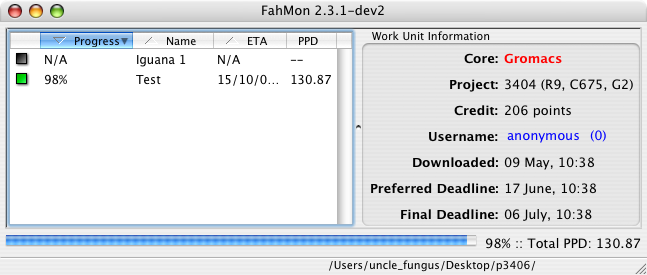 FahMon 2.3.1-dev2
Progress Name ETA PPD
N/A Iguana 1 N/A --
98% Test 15/10/0... 130.87
Work Unit Information
Core: Gromacs
Project: 3404 (R9, C675, G2)
Credit: 206 points
Username: anonymous (0)
Downloaded: 09 May, 10:38
Preferred Deadline: 17 June, 10:38
Final Deadline: 06 July, 10:38
98% :: Total PPD: 130.87
/Users/uncle_fungus/Desktop/p3406/